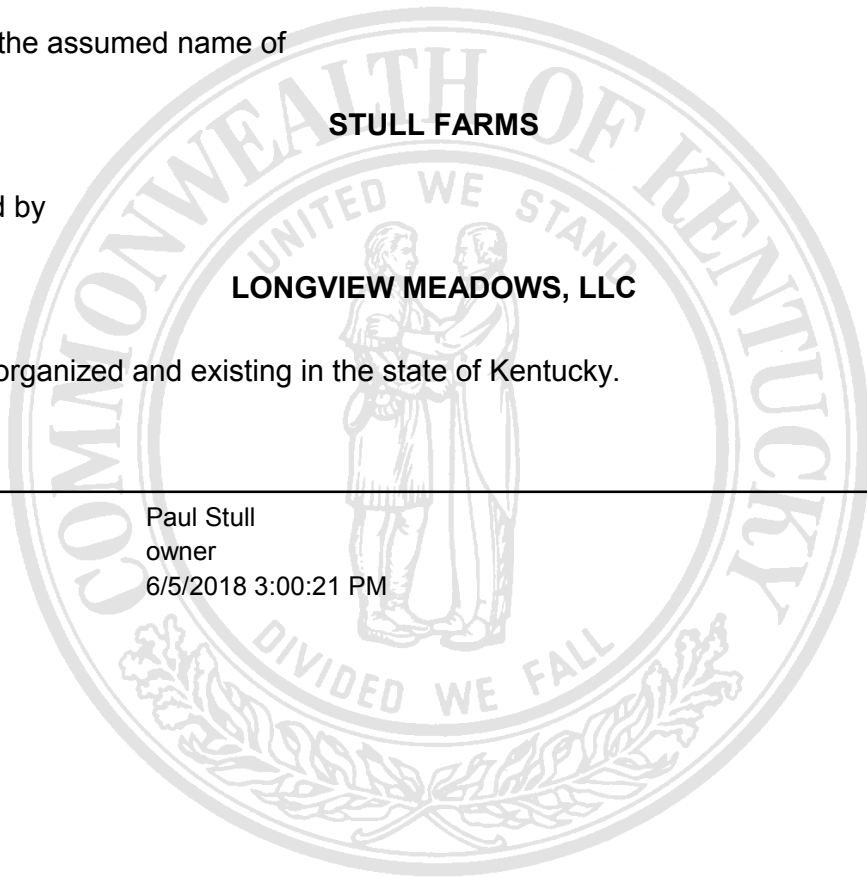 the assumed name of
STULL FARMS
d by
LONGVIEW MEADOWS, LLC
organized and existing in the state of Kentucky.
Paul Stull
owner
6/5/2018 3:00:21 PM
COMMONWEALTH OF KENTUCKY
UNITED WE STAND
DIVIDED WE FALL